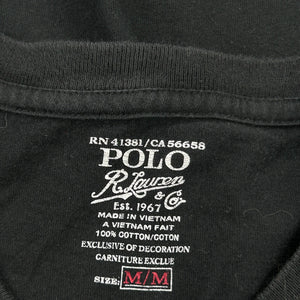 RN 41381/CA 56658
POLO
R. Lauren
& Co
EST. 1967
MADE IN VIETNAM
A VIETNAM FAIT
100% COTTON/COTON
EXCLUSIVE OF DECORATION
GARNITURE EXCLUE
SIZE: M/M